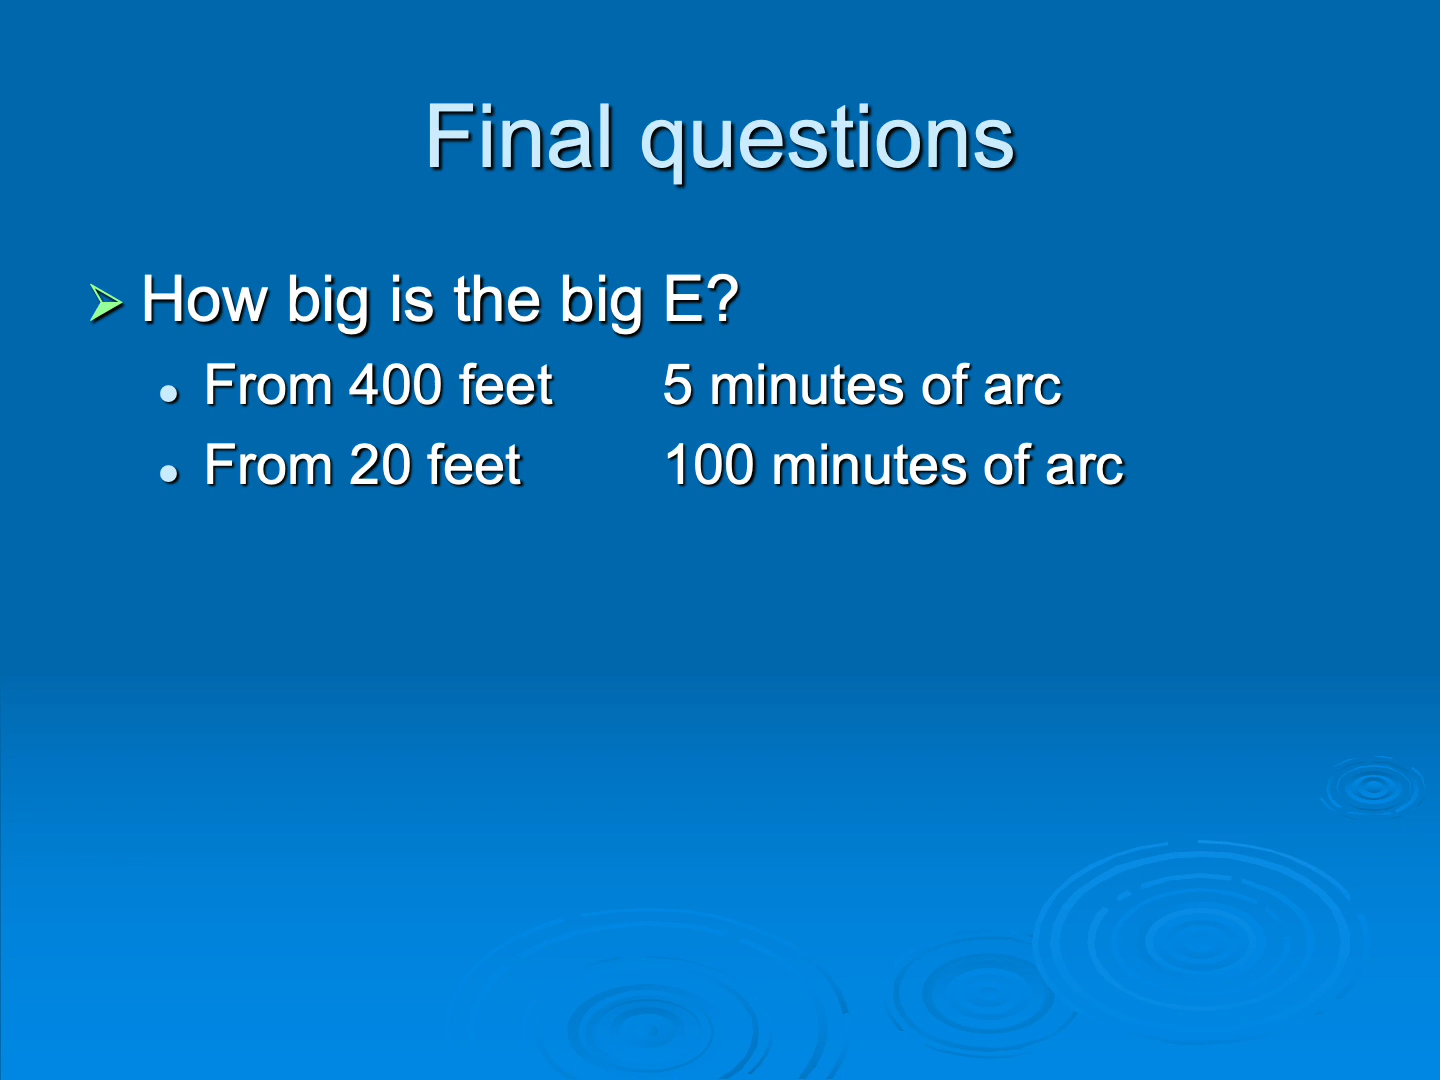 Final questions
How big is the big E?
From 400 feet 5 minutes of arc
From 20 feet 100 minutes of arc